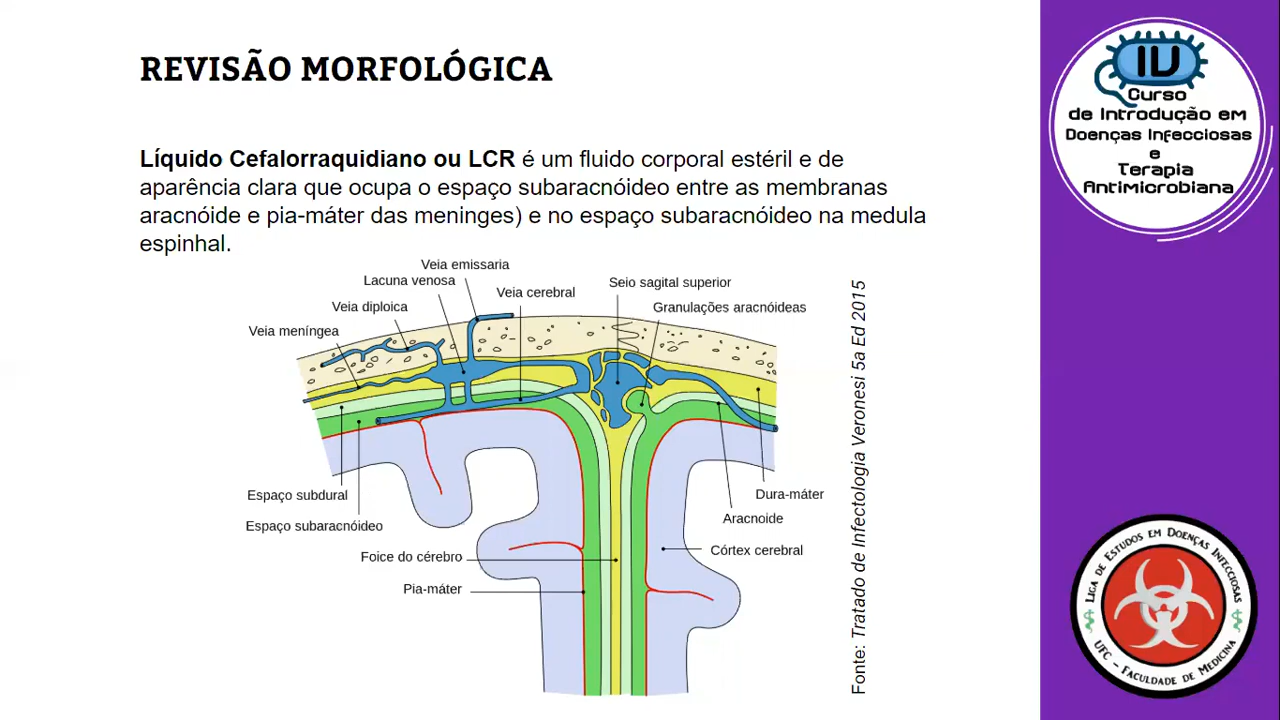 REVISÃO MORFOLÓGICA
Líquido Cefalorraquidiano ou LCR é um fluido corporal estéril e de
aparência clara que ocupa o espaço subaracnóideo entre as membranas
aracnóide e pia-máter das meninges) e no espaço subaracnóideo na medula
espinhal.
Veia emissaria
Lacuna venosa
Veia cerebral
Seio sagital superior
Veia diploica
Granulações aracnóideas
Veia meníngea
Espaço subdural
Dura-máter
Espaço subaracnóideo
Aracnoide
Foice do cérebro
Córtex cerebral
Pia-máter
Fonte: Tratado de Infectologia Veronesi 5a Ed 2015
IV
Curso
de Introdução em
Doenças Infecciosas
e
Terapia
Antimicrobiana
Liga de Estudos em Doenças Infecciosas
UFC - Faculdade de Medicina